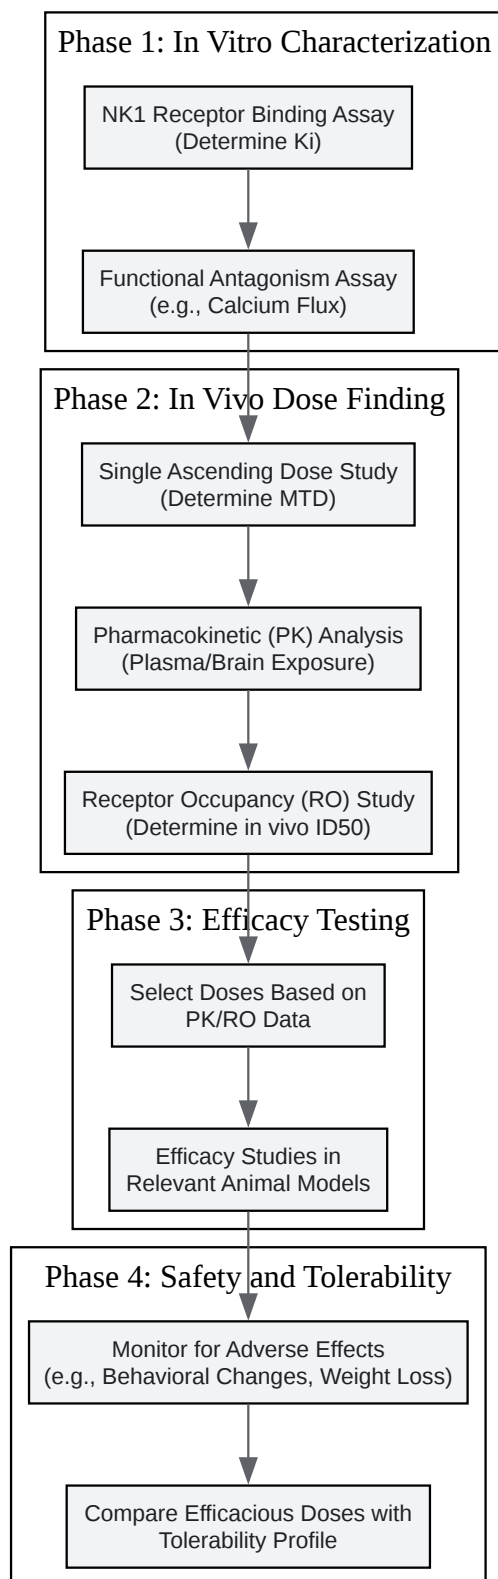 Phase 1: In Vitro Characterization
NK1 Receptor Binding Assay
(Determine Ki)
Functional Antagonism Assay
(e.g., Calcium Flux)
Phase 2: In Vivo Dose Finding
Single Ascending Dose Study
(Determine MTD)
Pharmacokinetic (PK) Analysis
(Plasma/Brain Exposure)
Receptor Occupancy (RO) Study
(Determine in vivo ID50)
Phase 3: Efficacy Testing
Select Doses Based on
PK/RO Data
Efficacy Studies in
Relevant Animal Models
Phase 4: Safety and Tolerability
Monitor for Adverse Effects
(e.g., Behavioral Changes, Weight Loss)
Compare Efficacious Doses with
Tolerability Profile